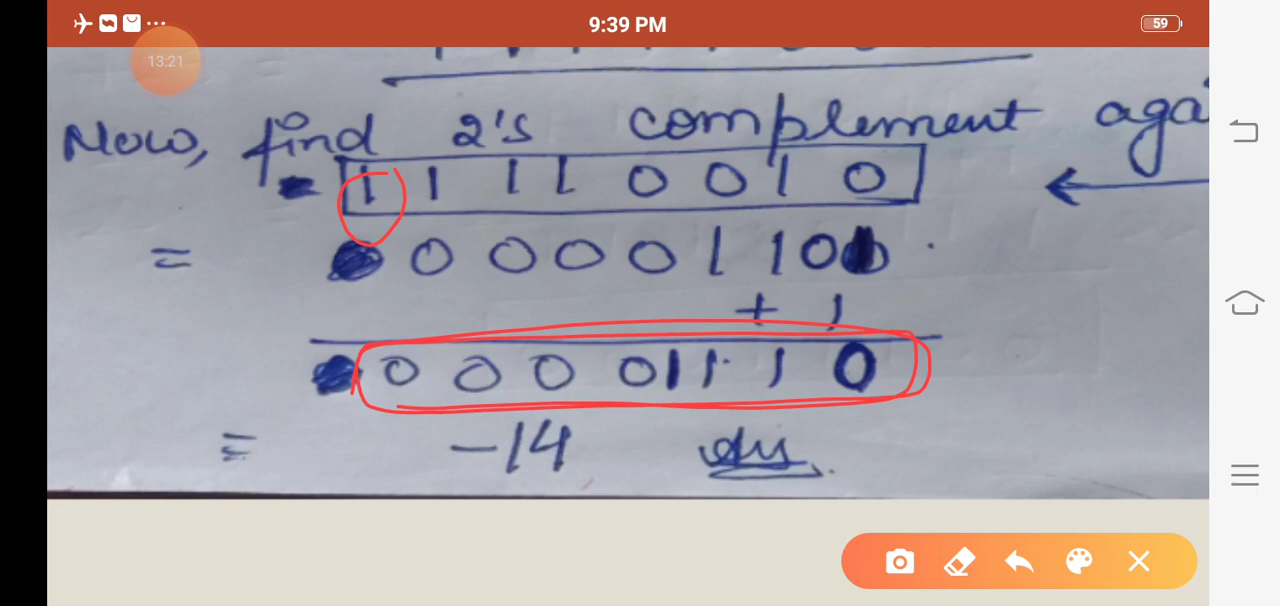 9:39 PM
59
13:21
Now, find 2's complement aga
1 1 1 1 0 0 1 0
= 0 0 0 0 1 1 0 1
+ 1
0 0 0 0 1 1 1 0
= -14 Ans.